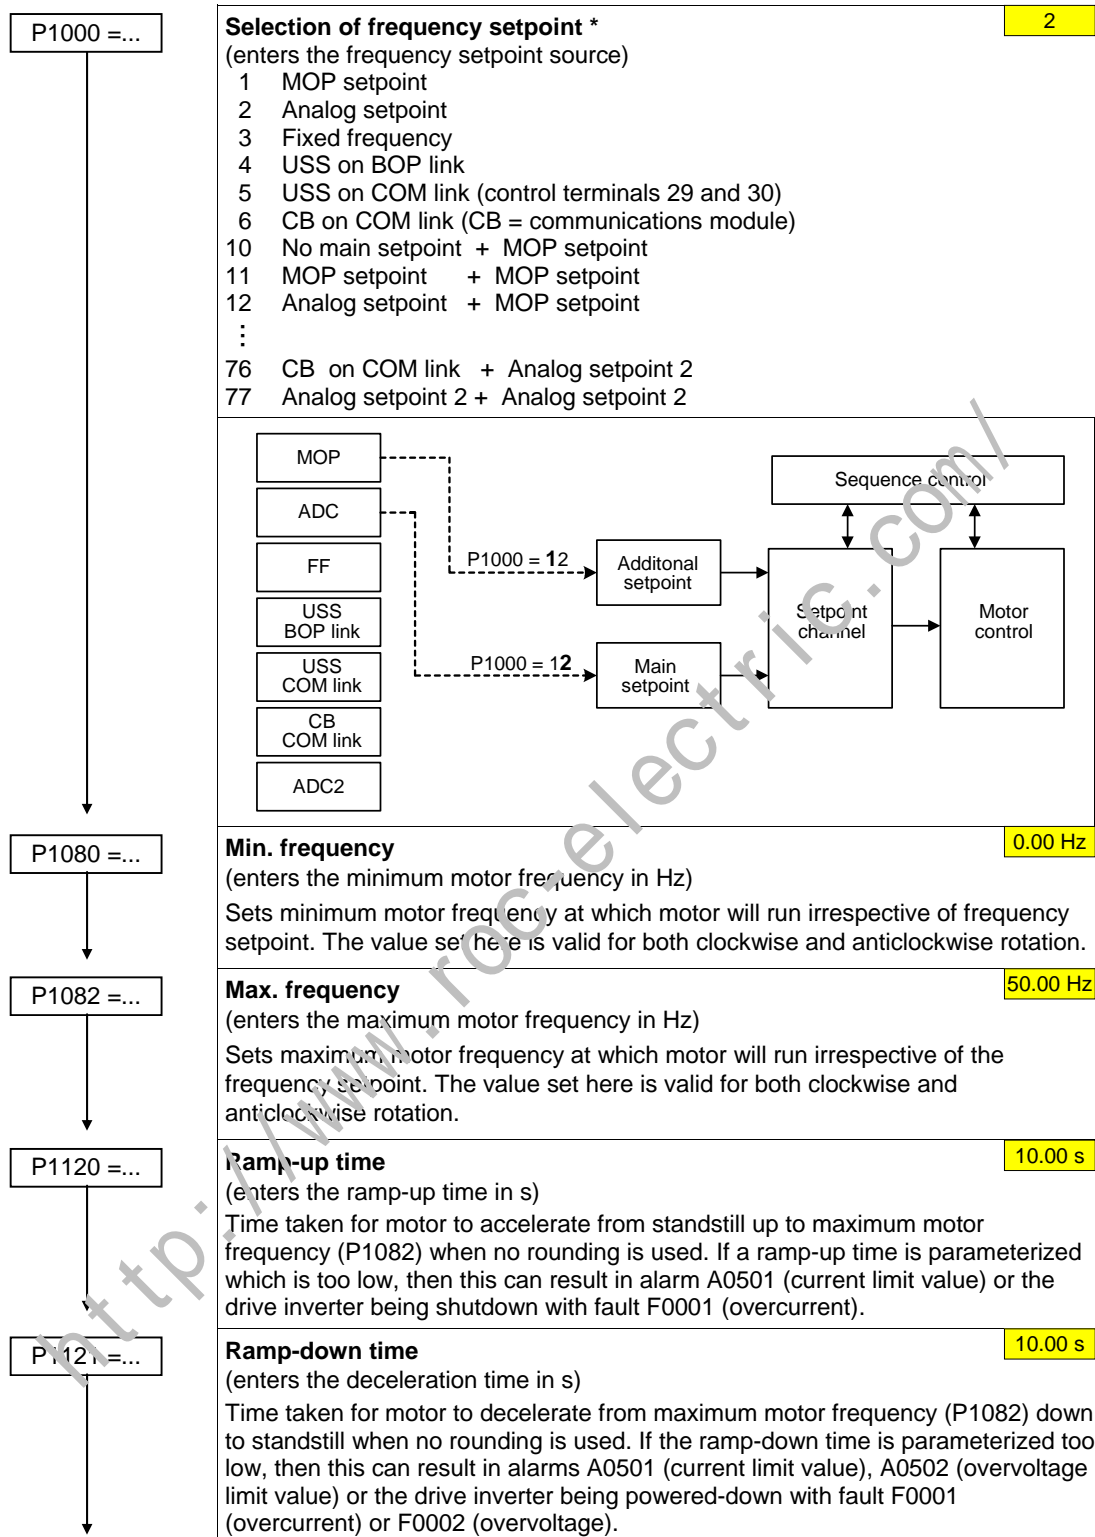 P1000 =...
Selection of frequency setpoint *
2
(enters the frequency setpoint source)
1 MOP setpoint
2 Analog setpoint
3 Fixed frequency
4 USS on BOP link
5 USS on COM link (control terminals 29 and 30)
6 CB on COM link (CB = communications module)
10 No main setpoint + MOP setpoint
11 MOP setpoint + MOP setpoint
12 Analog setpoint + MOP setpoint
⋮
76 CB on COM link + Analog setpoint 2
77 Analog setpoint 2 + Analog setpoint 2
MOP
ADC
FF
USS
BOP link
USS
COM link
CB
COM link
ADC2
P1000 = 12
P1000 = 12
Additonal
setpoint
Main
setpoint
Sequence control
Setpoint
channel
Motor
control
P1080 =...
Min. frequency
0.00 Hz
(enters the minimum motor frequency in Hz)
Sets minimum motor frequency at which motor will run irrespective of frequency
setpoint. The value set here is valid for both clockwise and anticlockwise rotation.
P1082 =...
Max. frequency
50.00 Hz
(enters the maximum motor frequency in Hz)
Sets maximum motor frequency at which motor will run irrespective of the
frequency setpoint. The value set here is valid for both clockwise and
anticlockwise rotation.
P1120 =...
Ramp-up time
10.00 s
(enters the ramp-up time in s)
Time taken for motor to accelerate from standstill up to maximum motor
frequency (P1082) when no rounding is used. If a ramp-up time is parameterized
which is too low, then this can result in alarm A0501 (current limit value) or the
drive inverter being shutdown with fault F0001 (overcurrent).
P1121 =...
Ramp-down time
10.00 s
(enters the deceleration time in s)
Time taken for motor to decelerate from maximum motor frequency (P1082) down
to standstill when no rounding is used. If the ramp-down time is parameterized too
low, then this can result in alarms A0501 (current limit value), A0502 (overvoltage
limit value) or the drive inverter being powered-down with fault F0001
(overcurrent) or F0002 (overvoltage).
http://www.roc-electric.com/